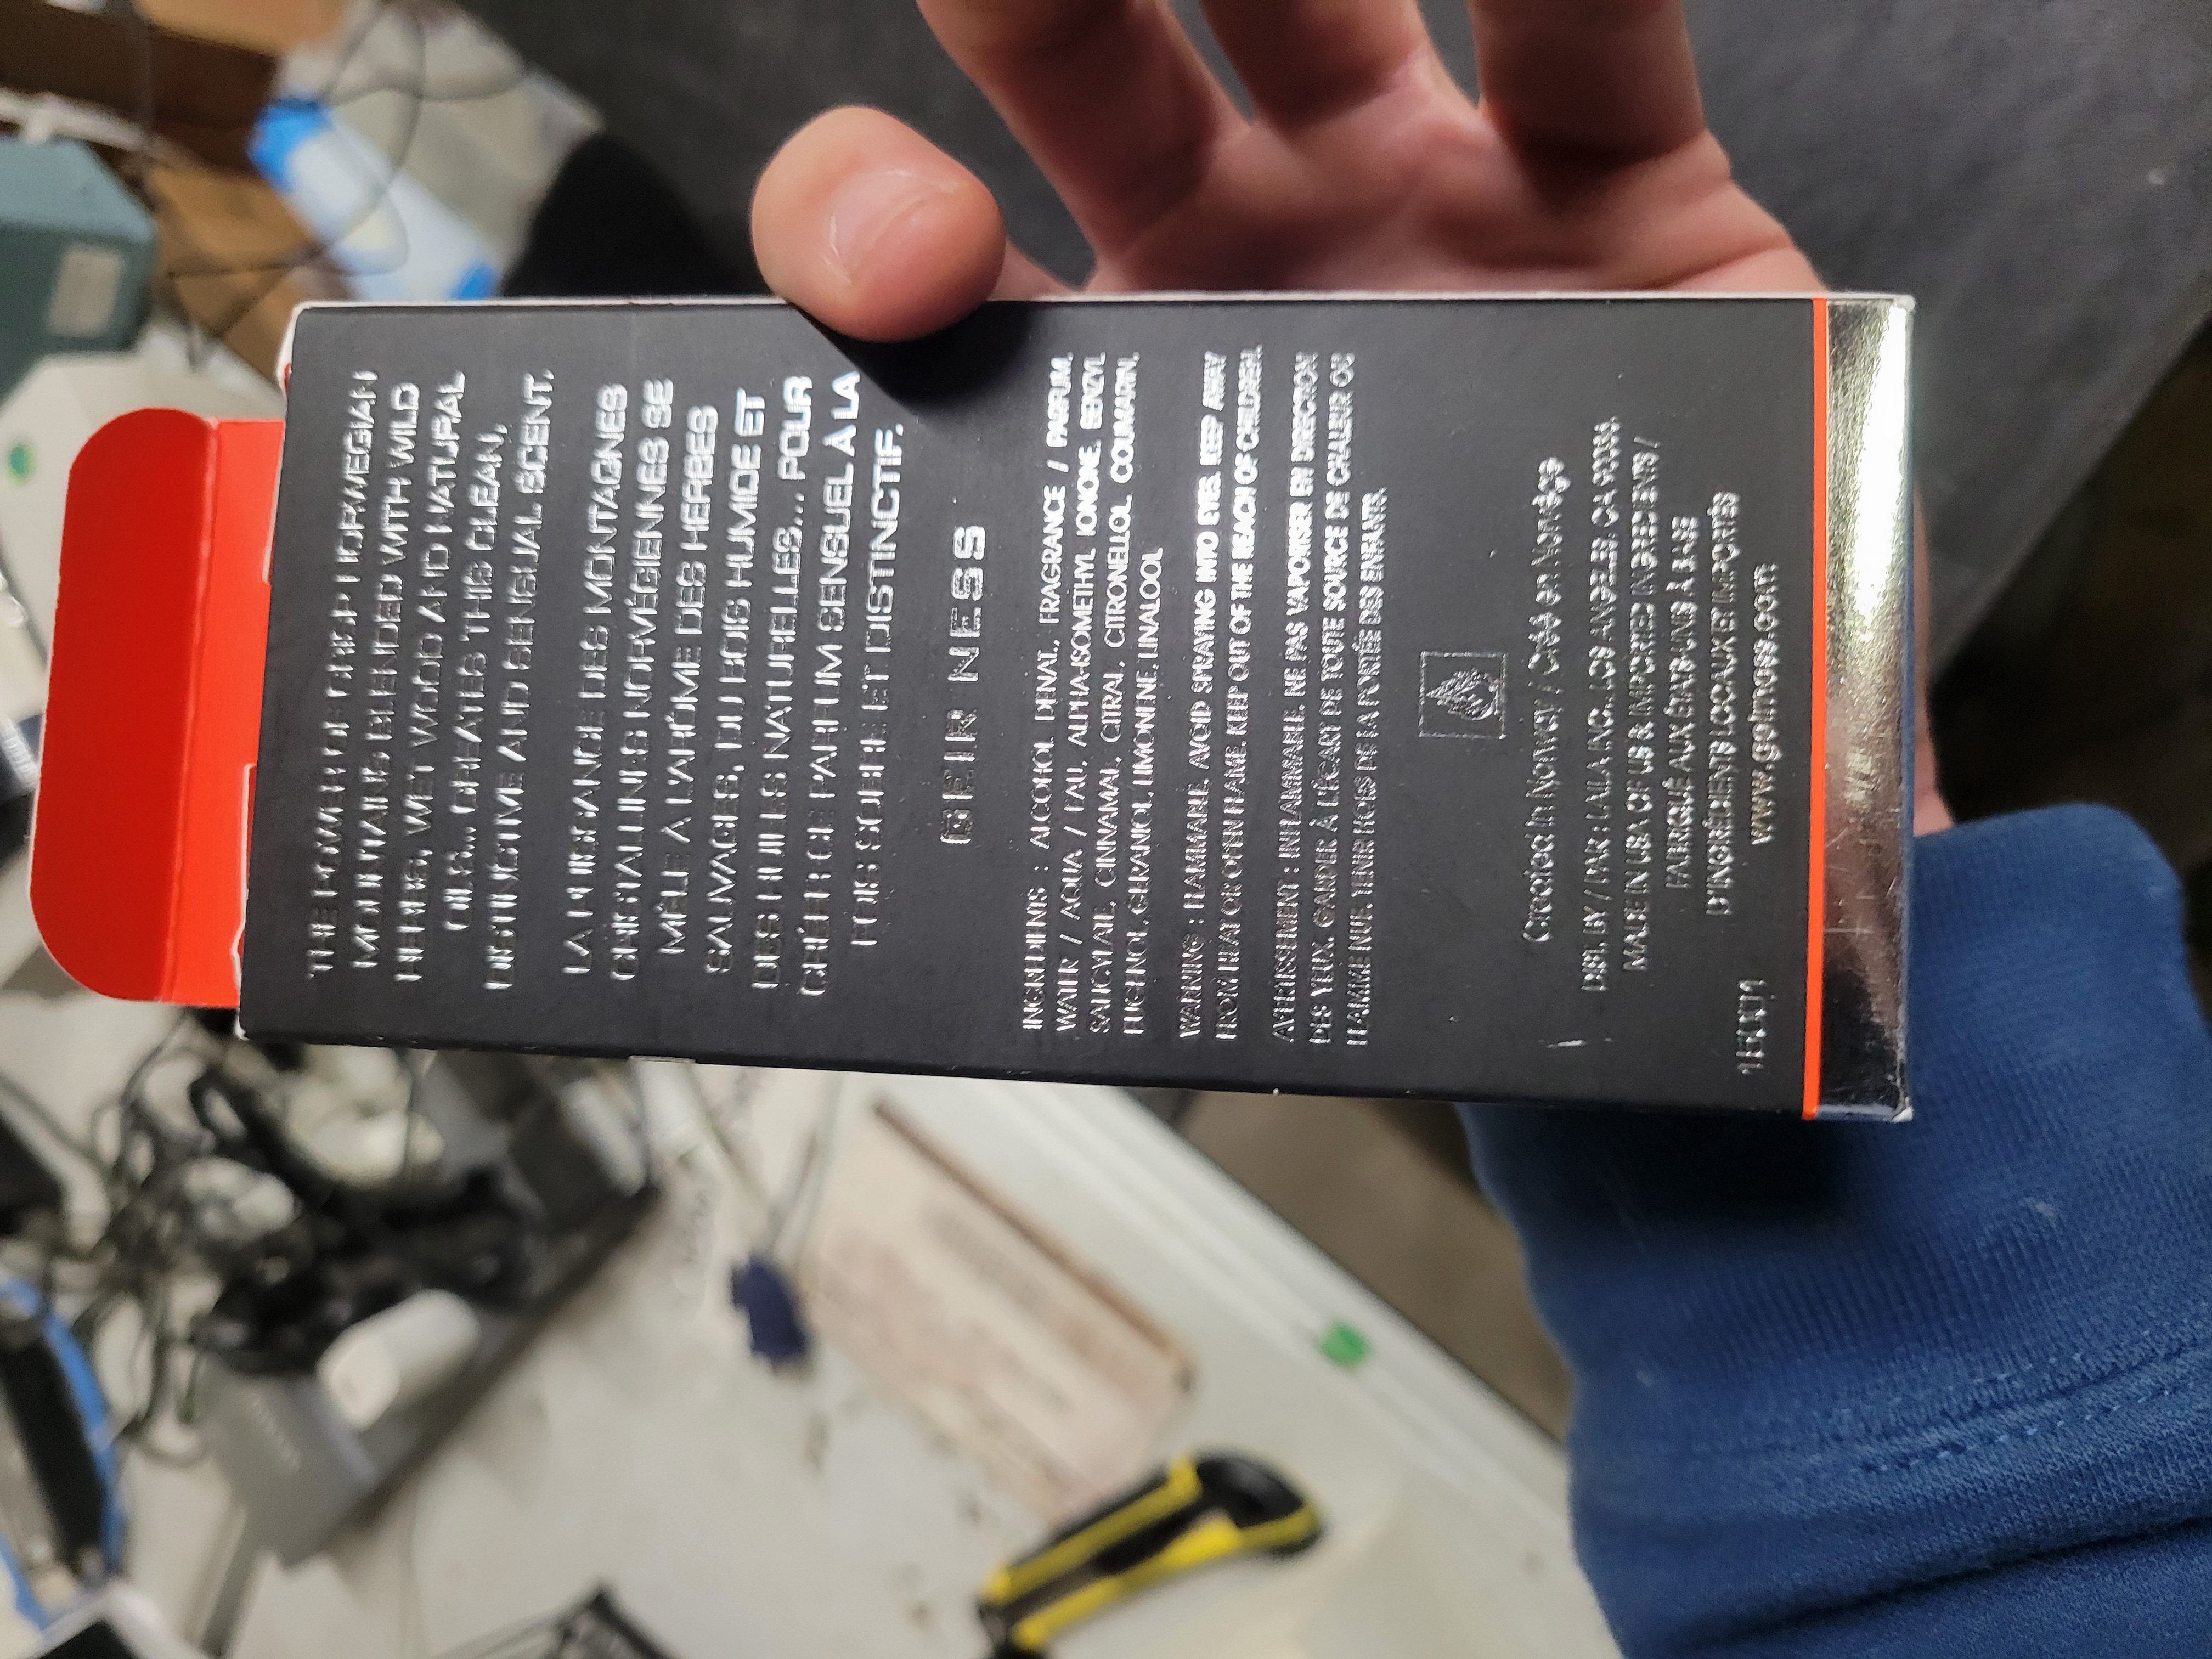 THE POWER OF CRISP NORWEGIAN
MOUNTAINS BLENDED WITH WILD
HERBS, WET WOOD AND NATURAL
OILS... CREATES THIS CLEAN,
DISTINCTIVE AND SENSUAL SCENT.
LA PUISSANCE DES MONTAGNES
CRISTALLINES NORVÉGIENNES SE
MÊLE A L'ARÔME DES HERBES
SAUVAGES, DU BOIS HUMIDE ET
DES HUILES NATURELLES... POUR
CRÉER CE PARFUM SENSUEL À LA
FOIS SOBRE ET DISTINCTIF.
GEIR NESS
INGREDIENTS : ALCOHOL DENAT., FRAGRANCE / PARFUM,
WATER / AQUA / EAU, ALPHA-ISOMETHYL IONONE, BENZYL
SALICYLATE, CINNAMAL, CITRAL, CITRONELLOL, COUMARIN,
EUGENOL, GERANIOL, LIMONENE, LINALOOL
WARNING : FLAMMABLE. AVOID SPRAYING INTO EYES. KEEP AWAY
FROM HEAT OR OPEN FLAME. KEEP OUT OF THE REACH OF CHILDREN.
AVERTISSEMENT : INFLAMMABLE. NE PAS VAPORISER EN DIRECTION
DES YEUX. GARDER À L'ÉCART DE TOUTE SOURCE DE CHALEUR OU
FLAMME NUE. TENIR HORS DE LA PORTÉE DES ENFANTS.
Created in Norway / Créé en Norvège
DIST. BY / PAR : LAILA INC., LOS ANGELES, CA 90038.
MADE IN USA OF US & IMPORTED INGREDIENTS /
FABRIQUÉ AUX ÉTATS-UNIS À BASE
D'INGRÉDIENTS LOCAUX ET IMPORTÉS
www.geirness.com
15001